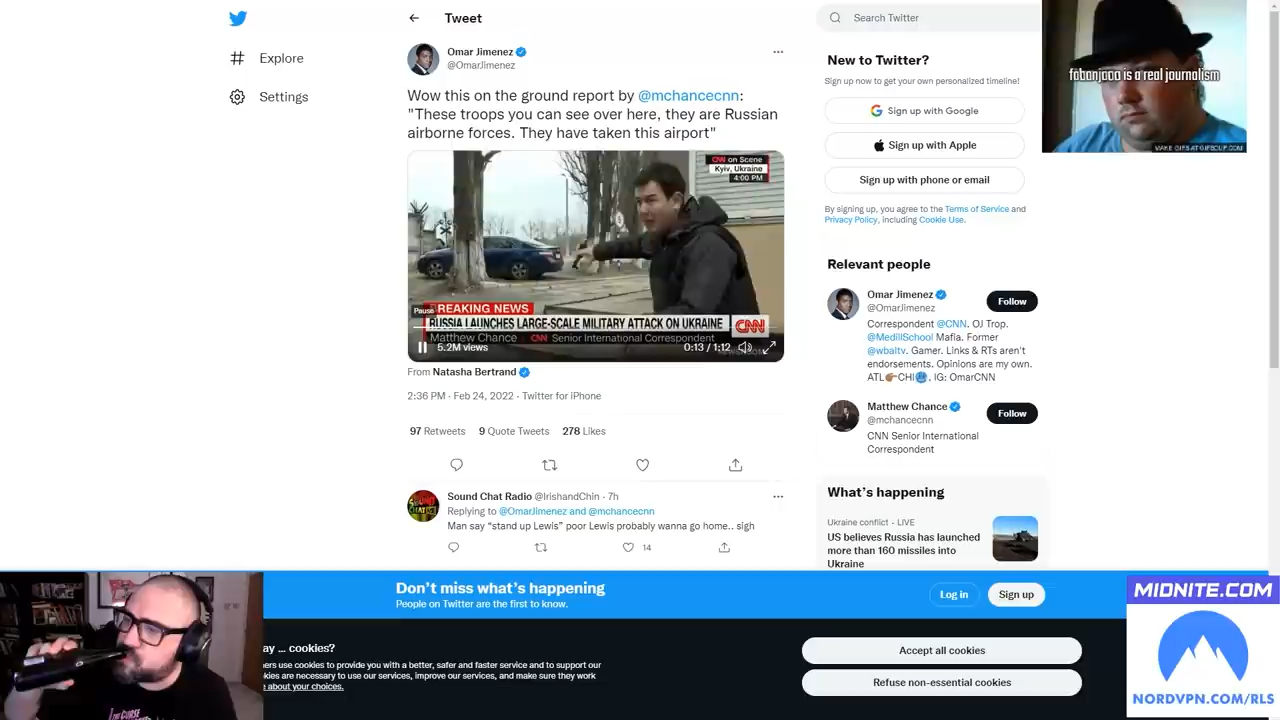 Tweet
Search Twitter
Explore
Settings
Omar Jimenez
@OmarJimenez
Wow this on the ground report by @mchancecnn:
"These troops you can see over here, they are Russian
airborne forces. They have taken this airport"
CNN on Scene
Kyiv, Ukraine
4:00 PM
Pause
BREAKING NEWS
RUSSIA LAUNCHES LARGE-SCALE MILITARY ATTACK ON UKRAINE
CNN
Matthew Chance CNN Senior International Correspondent
5.2M views
0:13 / 1:12
From Natasha Bertrand
2:36 PM · Feb 24, 2022 · Twitter for iPhone
97 Retweets 9 Quote Tweets 278 Likes
Sound Chat Radio @IrishandChin · 7h
Replying to @OmarJimenez and @mchancecnn
Man say “stand up Lewis” poor Lewis probably wanna go home.. sigh
14
New to Twitter?
Sign up now to get your own personalized timeline!
Sign up with Google
Sign up with Apple
Sign up with phone or email
By signing up, you agree to the Terms of Service and
Privacy Policy, including Cookie Use.
Relevant people
Omar Jimenez
@OmarJimenez
Follow
Correspondent @CNN. OJ Trop.
@MedillSchool Mafia. Former
@wbaltv. Gamer. Links & RTs aren't
endorsements. Opinions are my own.
ATL CHI. IG: OmarCNN
Matthew Chance
@mchancecnn
Follow
CNN Senior International
Correspondent
What's happening
Ukraine conflict · LIVE
US believes Russia has launched
more than 160 missiles into
Ukraine
fobanjooo is a real journalism
MAKE GIFS AT GIFSOUP.COM
Don't miss what's happening
People on Twitter are the first to know.
Log in
Sign up
ay … cookies?
ers use cookies to provide you with a better, safer and faster service and to support our
kies are necessary to use our services, improve our services, and make sure they work
about your choices.
Accept all cookies
Refuse non-essential cookies
MIDNITE.COM
NORDVPN.COM/RLS